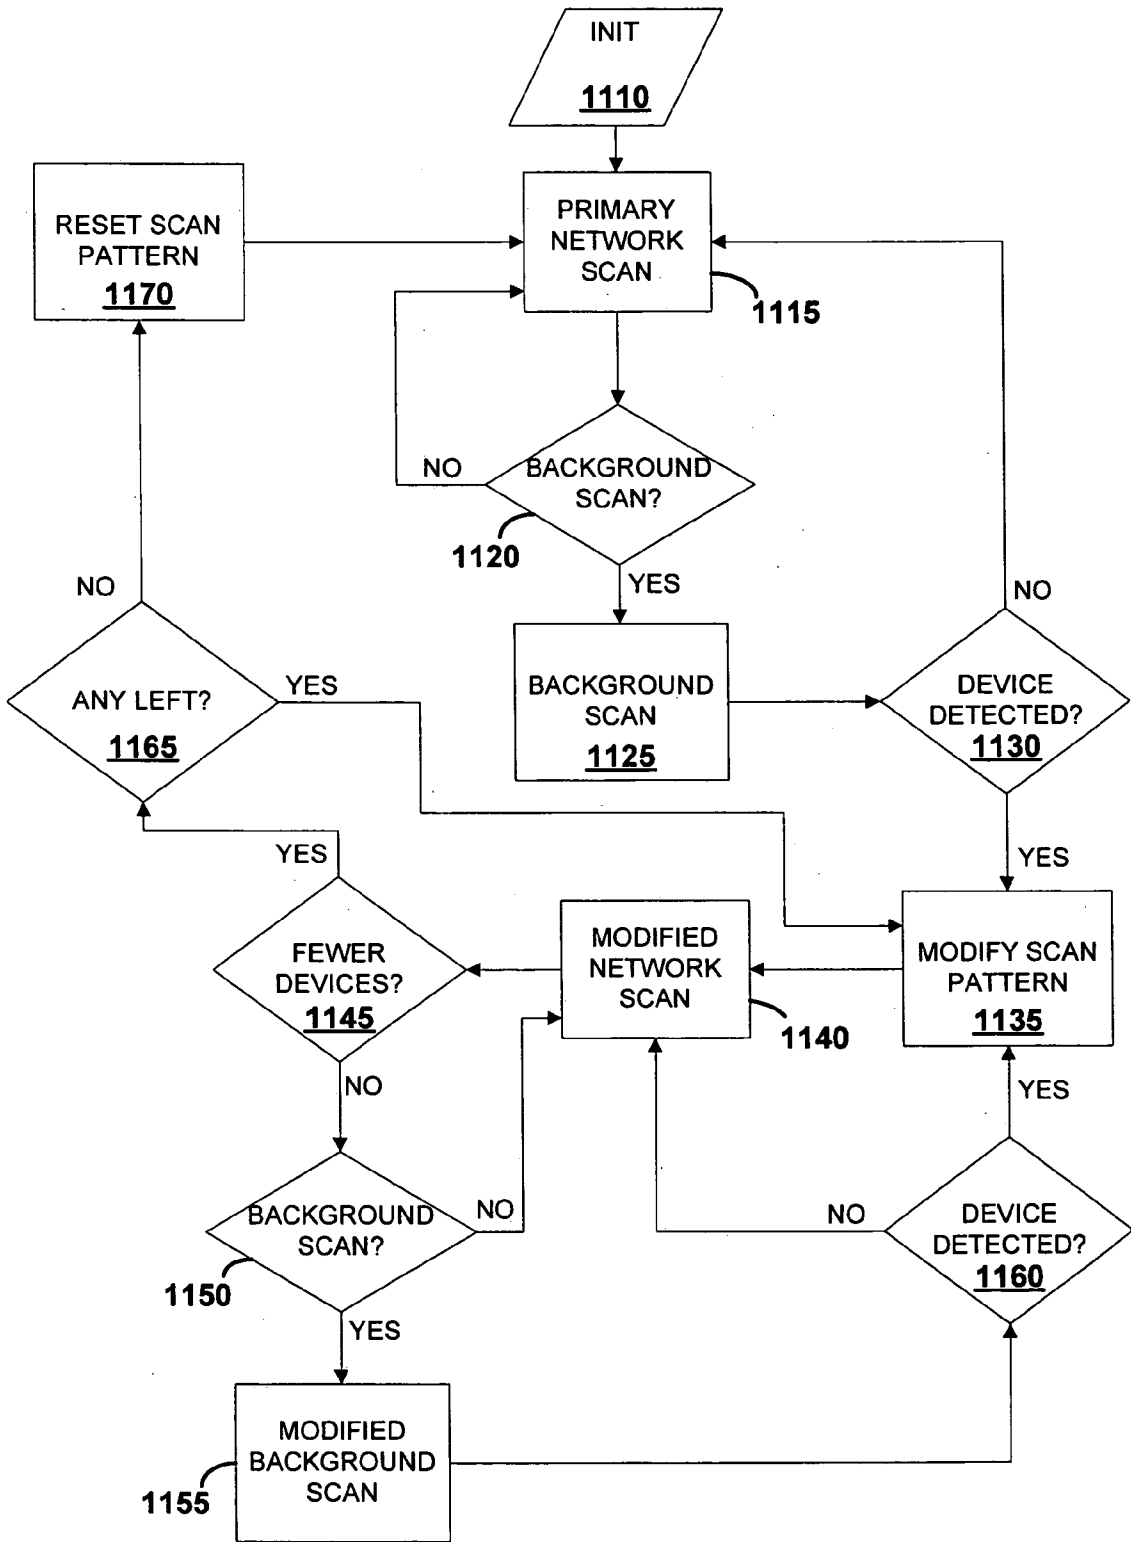 INIT
1110
RESET SCAN
PATTERN
1170
PRIMARY
NETWORK
SCAN
1115
NO
BACKGROUND
SCAN?
1120
YES
NO
NO
ANY LEFT?
1165
YES
BACKGROUND
SCAN
1125
DEVICE
DETECTED?
1130
YES
YES
FEWER
DEVICES?
1145
MODIFIED
NETWORK
SCAN
1140
MODIFY SCAN
PATTERN
1135
NO
YES
BACKGROUND
SCAN?
1150
NO
NO
DEVICE
DETECTED?
1160
YES
MODIFIED
BACKGROUND
SCAN
1155